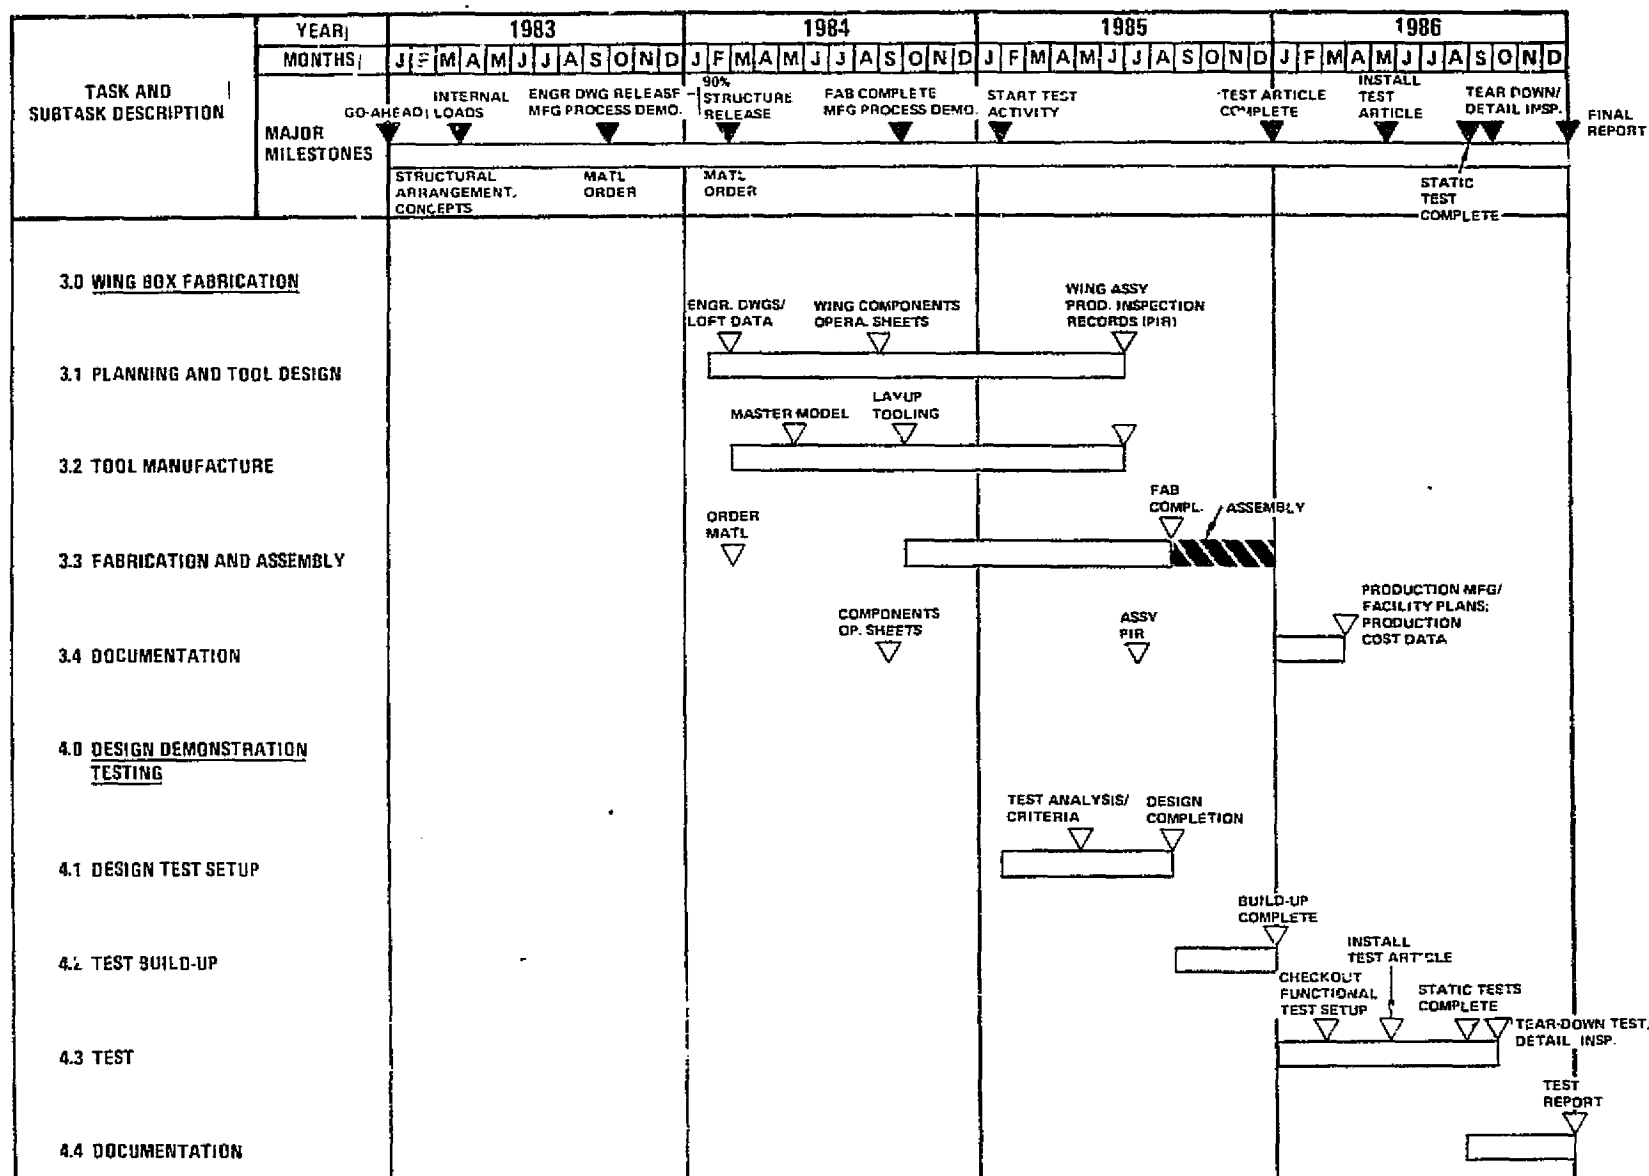 TASK AND
SUBTASK DESCRIPTION
YEAR
1983
1984
1985
1986
MONTHS
J F M A M J J A S O N D J F M A M J J A S O N D J F M A M J J A S O N D J F M A M J J A S O N D
MAJOR
MILESTONES
GO-AHEAD
INTERNAL
LOADS
ENGR DWG RELEASE
MFG PROCESS DEMO.
90%
STRUCTURE
RELEASE
FAB COMPLETE
MFG PROCESS DEMO.
START TEST
ACTIVITY
TEST ARTICLE
COMPLETE
INSTALL
TEST
ARTICLE
TEAR DOWN/
DETAIL INSP.
FINAL
REPORT
STRUCTURAL
ARRANGEMENT,
CONCEPTS
MATL
ORDER
MATL
ORDER
STATIC
TEST
COMPLETE
3.0 WING BOX FABRICATION
ENGR. DWGS/
LOFT DATA
WING COMPONENTS
OPERA. SHEETS
WING ASSY
PROD. INSPECTION
RECORDS (PIR)
3.1 PLANNING AND TOOL DESIGN
MASTER MODEL
LAYUP
TOOLING
3.2 TOOL MANUFACTURE
ORDER
MATL
FAB
COMPL.
ASSEMBLY
3.3 FABRICATION AND ASSEMBLY
COMPONENTS
OP. SHEETS
ASSY
PIR
PRODUCTION MFG/
FACILITY PLANS;
PRODUCTION
COST DATA
3.4 DOCUMENTATION
4.0 DESIGN DEMONSTRATION
TESTING
TEST ANALYSIS/
CRITERIA
DESIGN
COMPLETION
4.1 DESIGN TEST SETUP
BUILD-UP
COMPLETE
4.2 TEST BUILD-UP
CHECKOUT
FUNCTIONAL
TEST SETUP
INSTALL
TEST ARTICLE
STATIC TESTS
COMPLETE
TEAR-DOWN TEST,
DETAIL INSP.
4.3 TEST
TEST
REPORT
4.4 DOCUMENTATION